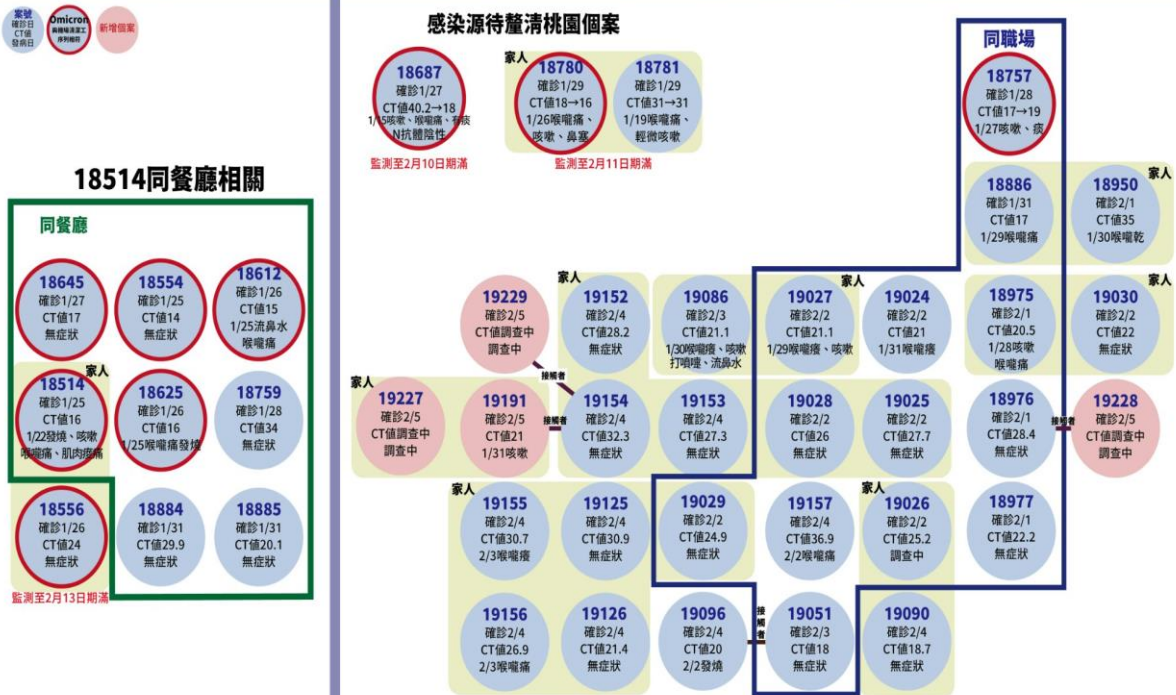 案號
確診日
CT值
發病日
Omicron
與機場清潔工
序列相符
新增個案
18514同餐廳相關
同餐廳
18645
確診1/27
CT值17
無症狀
18554
確診1/25
CT值14
無症狀
18612
確診1/26
CT值15
1/25流鼻水
喉嚨痛
家人
18514
確診1/25
CT值16
1/22發燒、咳嗽
喉嚨痛、肌肉痠痛
18625
確診1/26
CT值16
1/25喉嚨痛發燒
18759
確診1/28
CT值34
無症狀
18556
確診1/26
CT值24
無症狀
18884
確診1/31
CT值29.9
無症狀
18885
確診1/31
CT值20.1
無症狀
監測至2月13日期滿
感染源待釐清桃園個案
18687
確診1/27
CT值40.2→18
1/15咳嗽、喉嚨痛、有痰
N抗體陰性
監測至2月10日期滿
家人
18780
確診1/29
CT值18→16
1/26喉嚨痛、
咳嗽、鼻塞
18781
確診1/29
CT值31→31
1/19喉嚨痛、
輕微咳嗽
監測至2月11日期滿
同職場
18757
確診1/28
CT值17→19
1/27咳嗽、痰
18886
確診1/31
CT值17
1/29喉嚨痛
家人
18950
確診2/1
CT值35
1/30喉嚨乾
19229
確診2/5
CT值調查中
調查中
家人
19152
確診2/4
CT值28.2
無症狀
19086
確診2/3
CT值21.1
1/30喉嚨癢、咳嗽
打噴嚏、流鼻水
家人
19027
確診2/2
CT值21.1
1/29喉嚨癢、咳嗽
19024
確診2/2
CT值21
1/31喉嚨癢
18975
確診2/1
CT值20.5
1/28咳嗽
喉嚨痛
家人
19030
確診2/2
CT值22
無症狀
接觸者
家人
19227
確診2/5
CT值調查中
調查中
19191
確診2/5
CT值21
1/31咳嗽
接觸者
19154
確診2/4
CT值32.3
無症狀
19153
確診2/4
CT值27.3
無症狀
19028
確診2/2
CT值26
無症狀
19025
確診2/2
CT值27.7
無症狀
18976
確診2/1
CT值28.4
無症狀
接觸者
19228
確診2/5
CT值調查中
調查中
家人
19155
確診2/4
CT值30.7
2/3喉嚨癢
19125
確診2/4
CT值30.9
無症狀
19029
確診2/2
CT值24.9
無症狀
19157
確診2/4
CT值36.9
2/2喉嚨痛
家人
19026
確診2/2
CT值25.2
調查中
18977
確診2/1
CT值22.2
無症狀
19156
確診2/4
CT值26.9
2/3喉嚨痛
19126
確診2/4
CT值21.4
無症狀
19096
確診2/4
CT值20
2/2發燒
接觸者
19051
確診2/3
CT值18
無症狀
19090
確診2/4
CT值18.7
無症狀